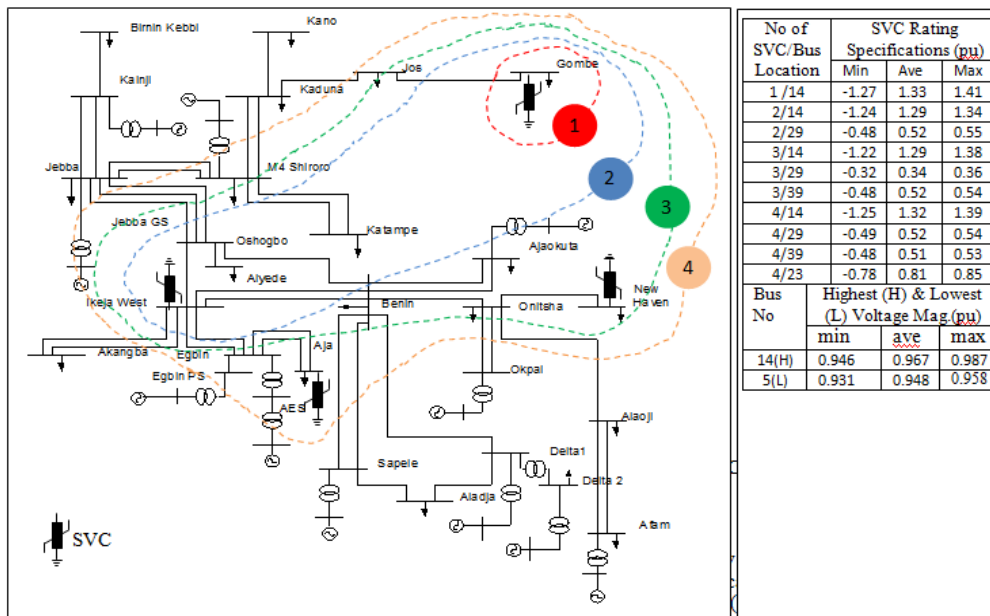 Birnin Kebbi
Kano
Kainji
Kaduna
Jos
Gombe
1
Jebba
M4 Shiroro
2
3
Jebba GS
Oshogbo
Katampe
Ajaokuta
4
Aiyede
Ikeja West
Benin
Onitsha
New
Haven
Akangba
Egbin
Aja
Egbin PS
Okpai
AES
Alaoji
Sapele
Delta1
Aladja
Delta 2
Afam
SVC
No of SVC/Bus Location SVC Rating Specifications (pu)
Min Ave Max
1 /14 -1.27 1.33 1.41
2/14 -1.24 1.29 1.34
2/29 -0.48 0.52 0.55
3/14 -1.22 1.29 1.38
3/29 -0.32 0.34 0.36
3/39 -0.48 0.52 0.54
4/14 -1.25 1.32 1.39
4/29 -0.49 0.52 0.54
4/39 -0.48 0.51 0.53
4/23 -0.78 0.81 0.85
Bus No Highest (H) & Lowest (L) Voltage Mag.(pu)
min ave max
14(H) 0.946 0.967 0.987
5(L) 0.931 0.948 0.958